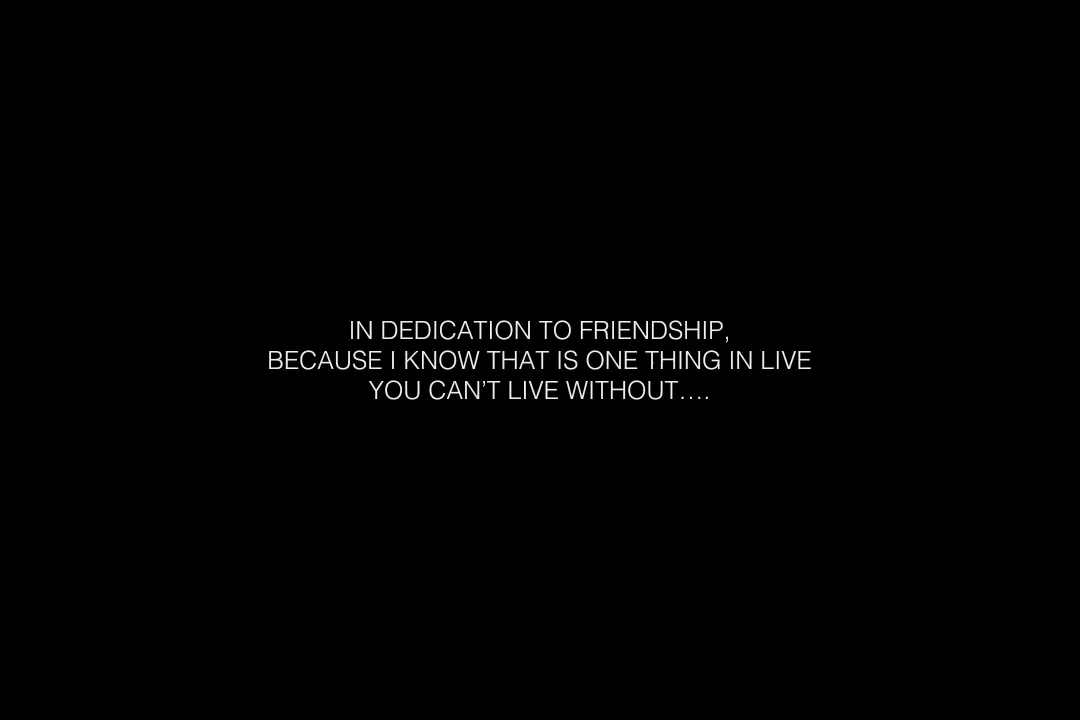 IN DEDICATION TO FRIENDSHIP,
BECAUSE I KNOW THAT IS ONE THING IN LIVE
YOU CAN’T LIVE WITHOUT….